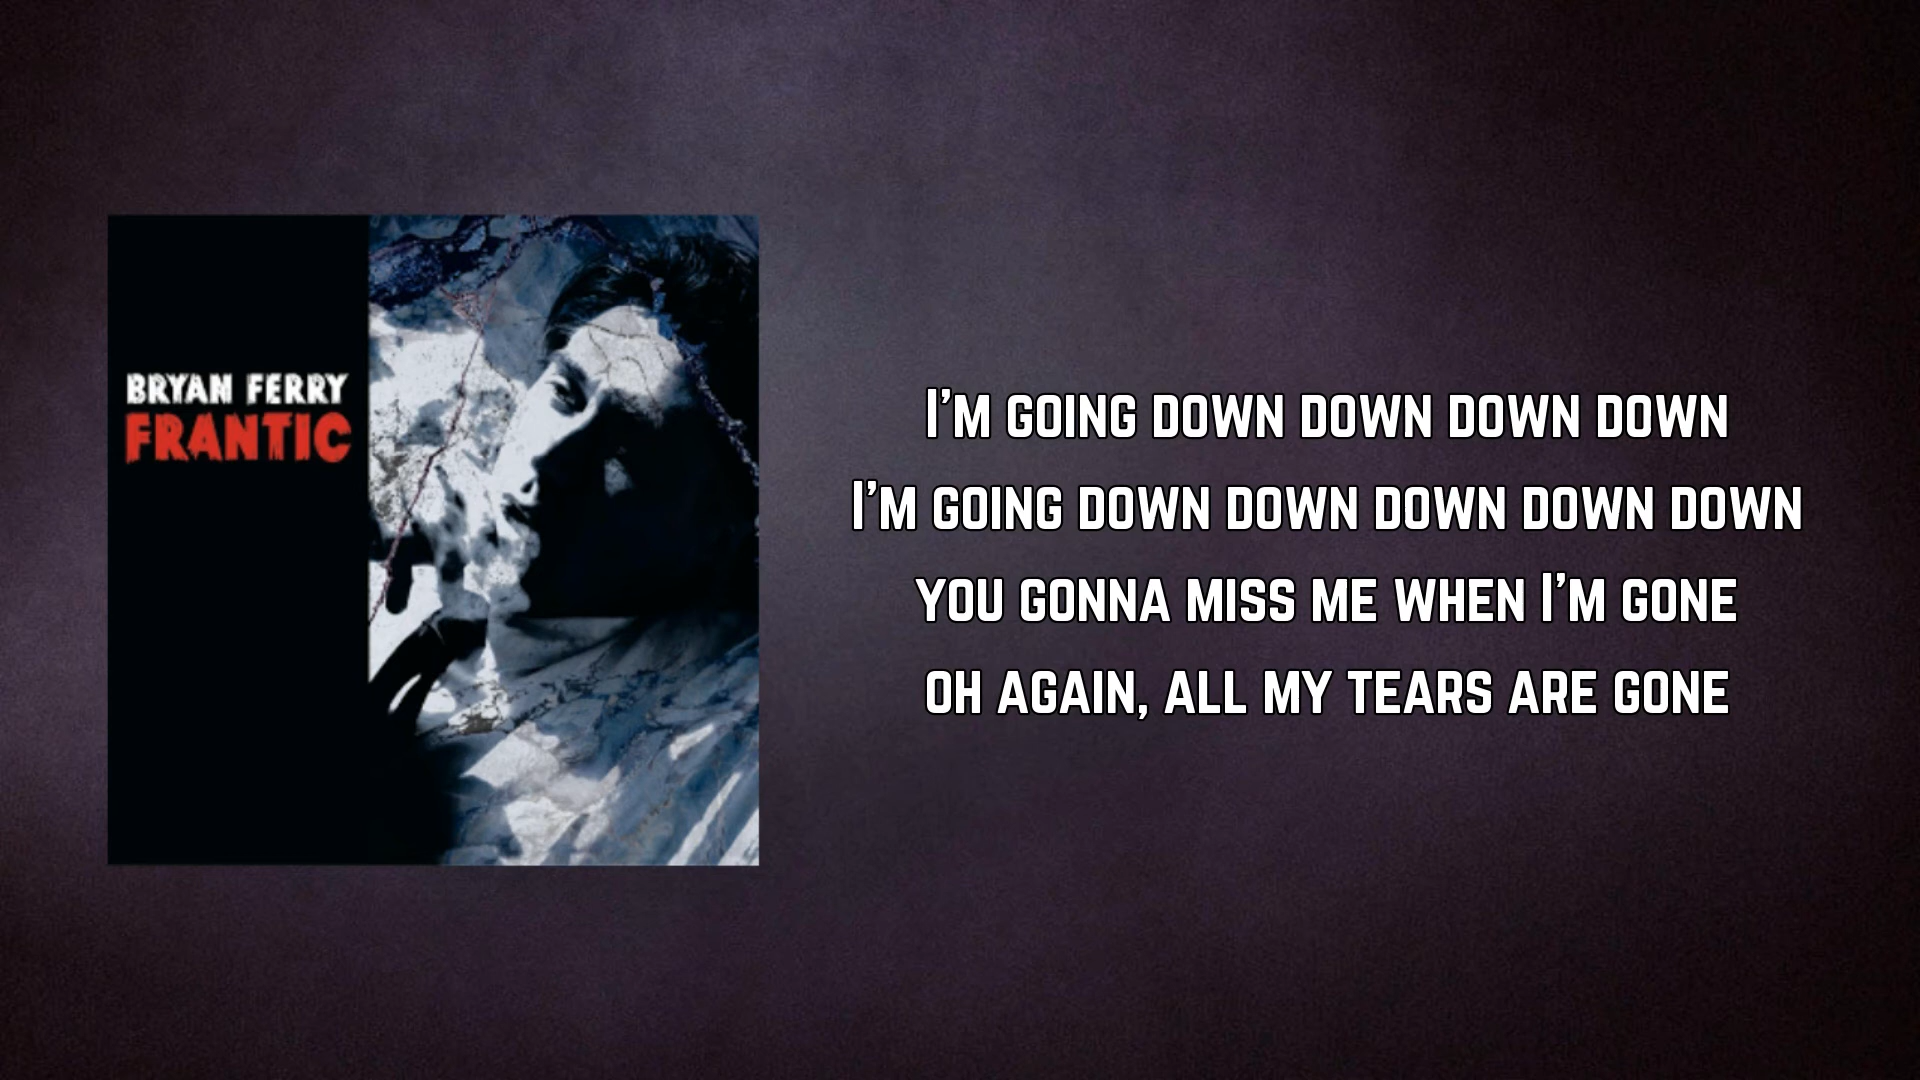 BRYAN FERRY
FRANTIC
I'M GOING DOWN DOWN DOWN DOWN
I'M GOING DOWN DOWN DOWN DOWN DOWN
YOU GONNA MISS ME WHEN I'M GONE
OH AGAIN, ALL MY TEARS ARE GONE